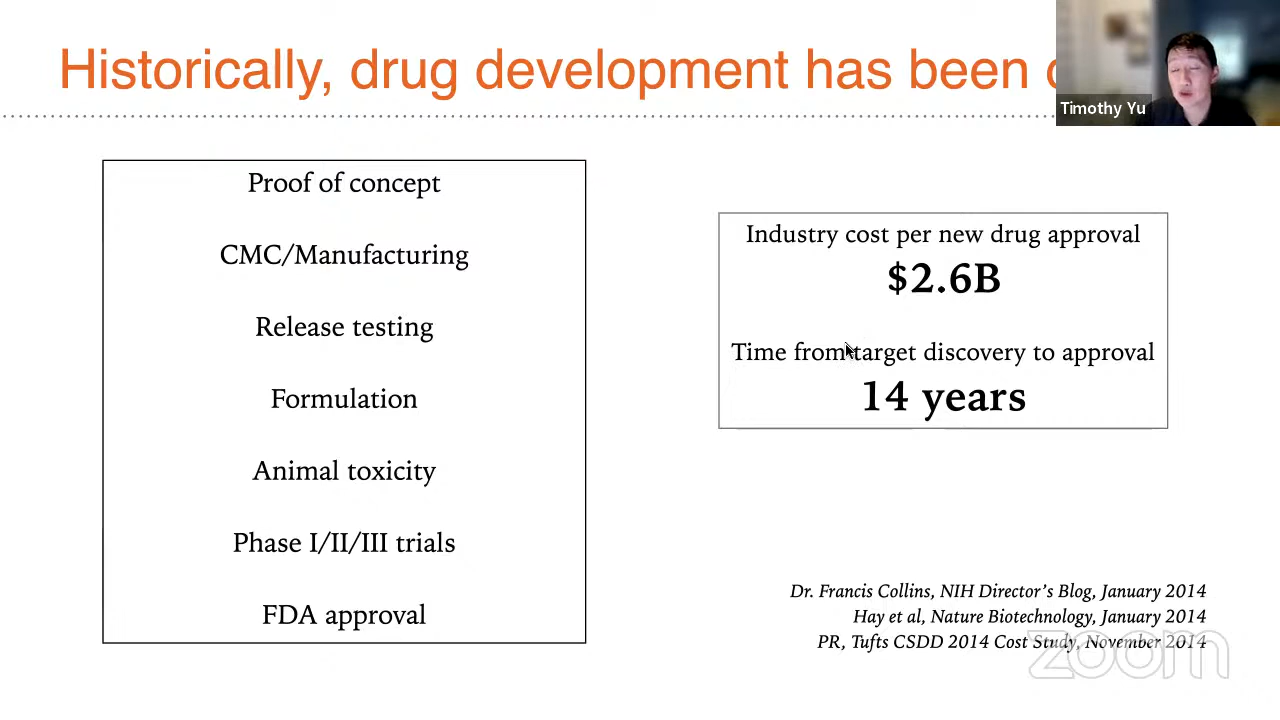 Historically, drug development has been
Timothy Yu
Proof of concept
CMC/Manufacturing
Release testing
Formulation
Animal toxicity
Phase I/II/III trials
FDA approval
Industry cost per new drug approval
$2.6B
Time from target discovery to approval
14 years
Dr. Francis Collins, NIH Director's Blog, January 2014
Hay et al, Nature Biotechnology, January 2014
PR, Tufts CSDD 2014 Cost Study, November 2014
zoom